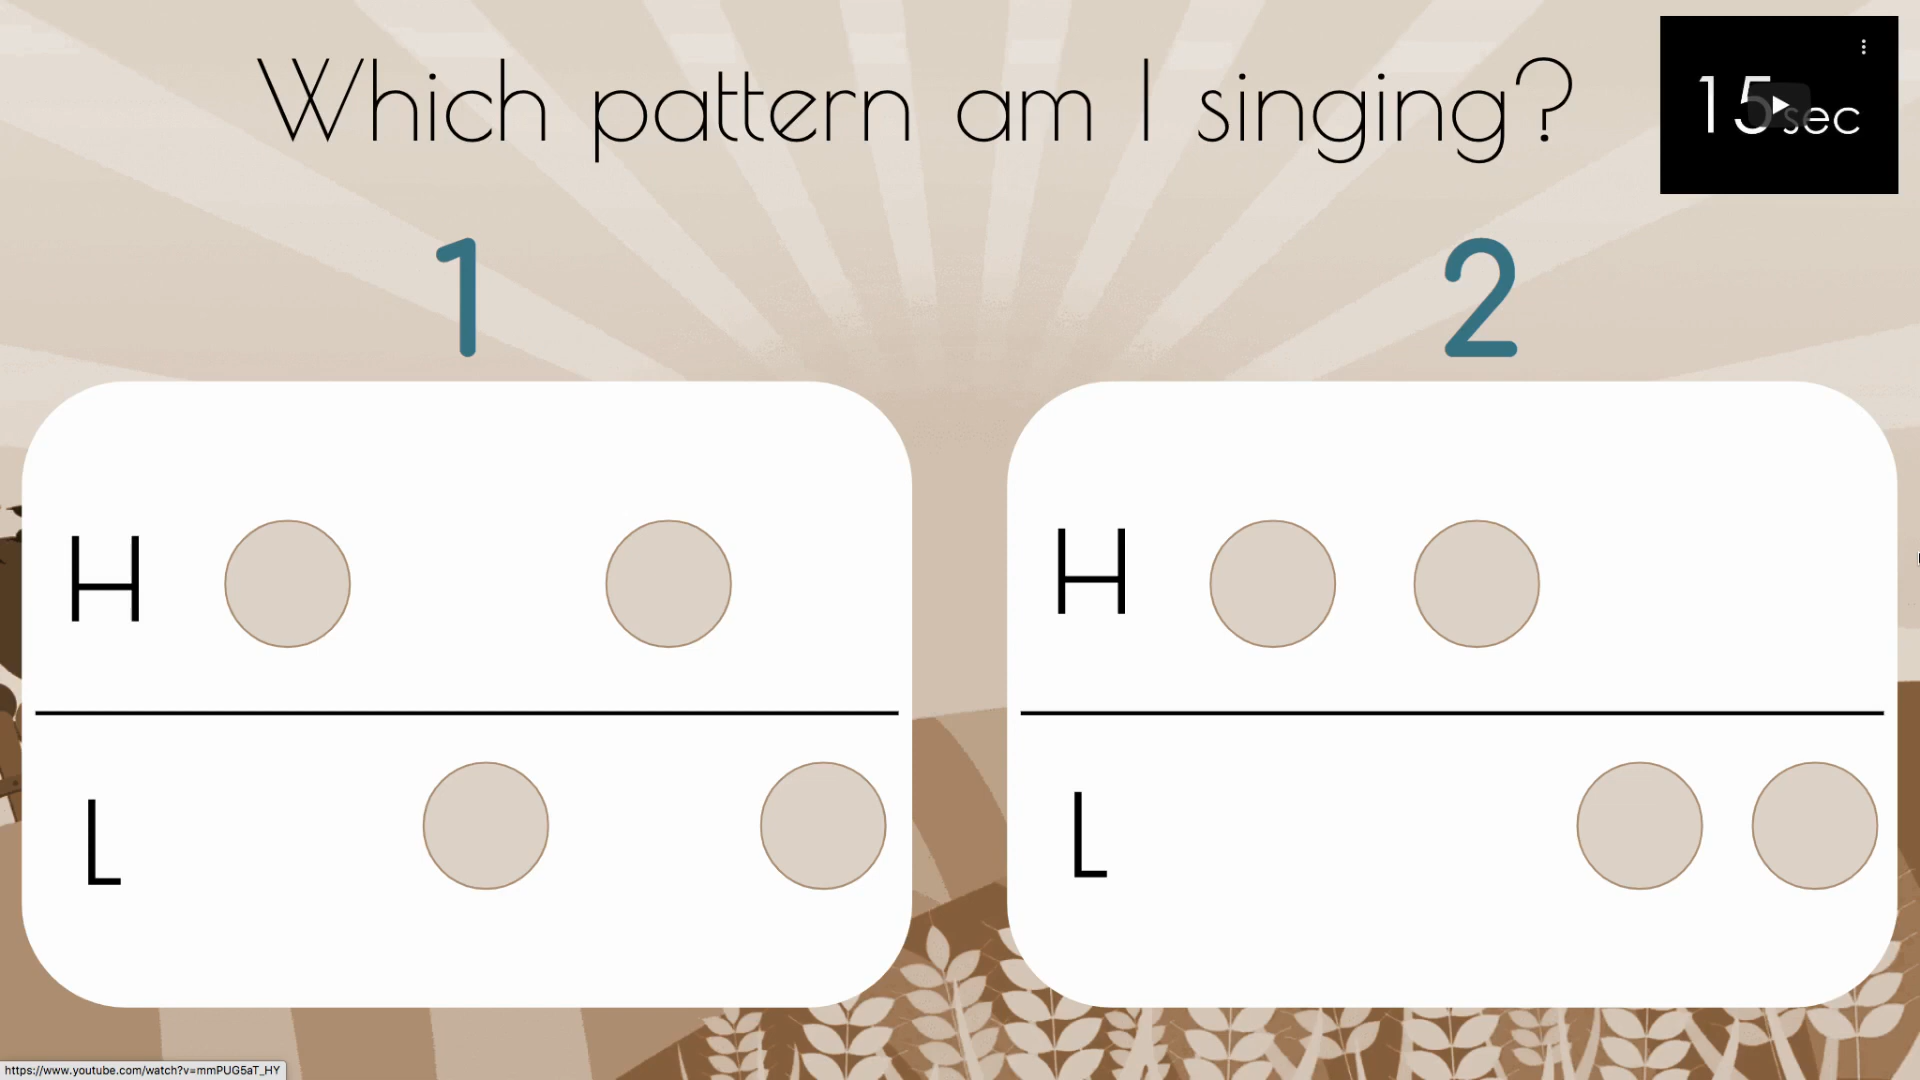 Which pattern am I singing?
15 sec
1
2
H
H
L
L
https://www.youtube.com/watch?v=mmPUG5aT_HY